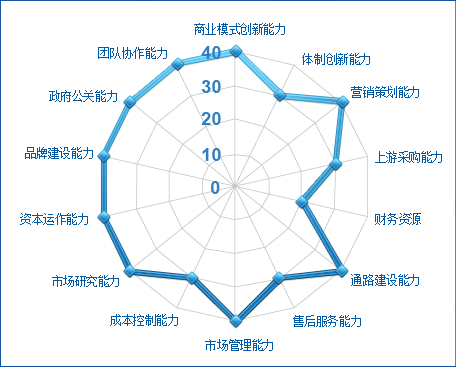 商业模式创新能力
团队协作能力
体制创新能力
40
政府公关能力
营销策划能力
30
20
品牌建设能力
上游采购能力
10
0
资本运作能力
财务资源
市场研究能力
通路建设能力
成本控制能力
售后服务能力
市场管理能力